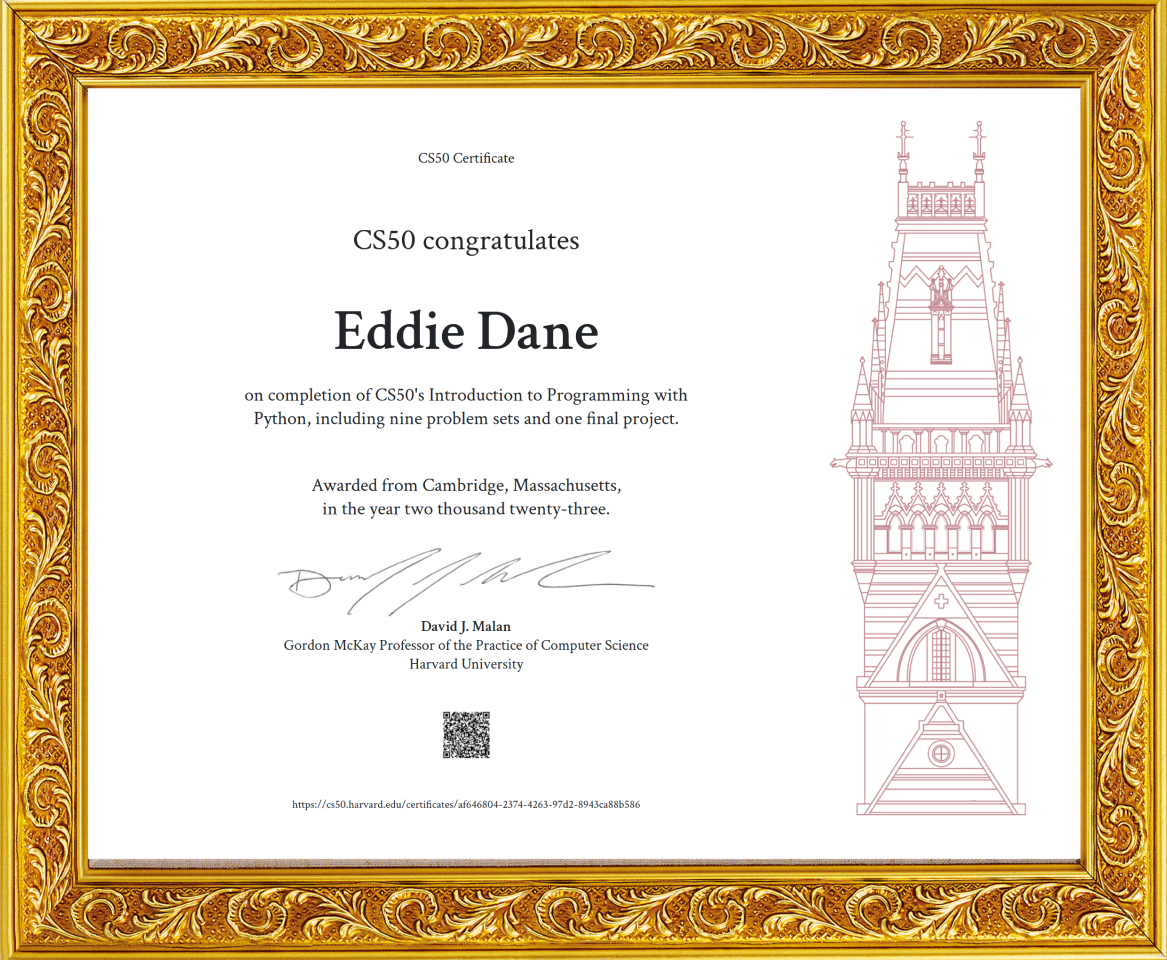 CS50 Certificate
CS50 congratulates
Eddie Dane
on completion of CS50's Introduction to Programming with
Python, including nine problem sets and one final project.
Awarded from Cambridge, Massachusetts,
in the year two thousand twenty-three.
David J. Malan
Gordon McKay Professor of the Practice of Computer Science
Harvard University
https://cs50.harvard.edu/certificates/af646804-2374-4263-97d2-8943ca88b586